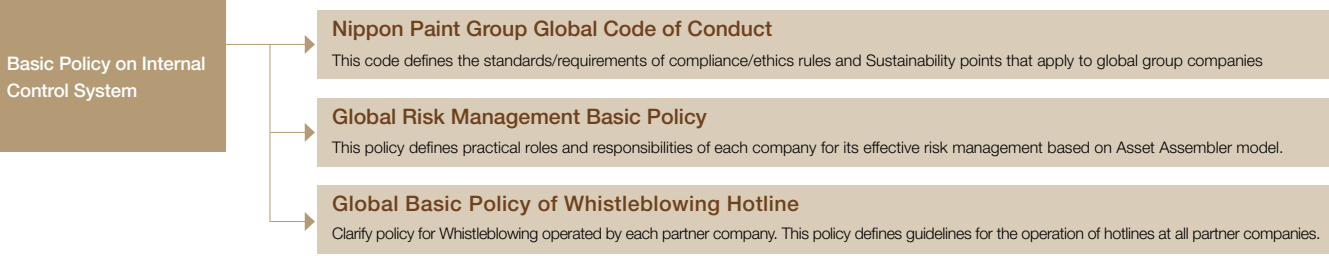 Basic Policy on Internal
Control System
Nippon Paint Group Global Code of Conduct
This code defines the standards/requirements of compliance/ethics rules and Sustainability points that apply to global group companies
Global Risk Management Basic Policy
This policy defines practical roles and responsibilities of each company for its effective risk management based on Asset Assembler model.
Global Basic Policy of Whistleblowing Hotline
Clarify policy for Whistleblowing operated by each partner company. This policy defines guidelines for the operation of hotlines at all partner companies.